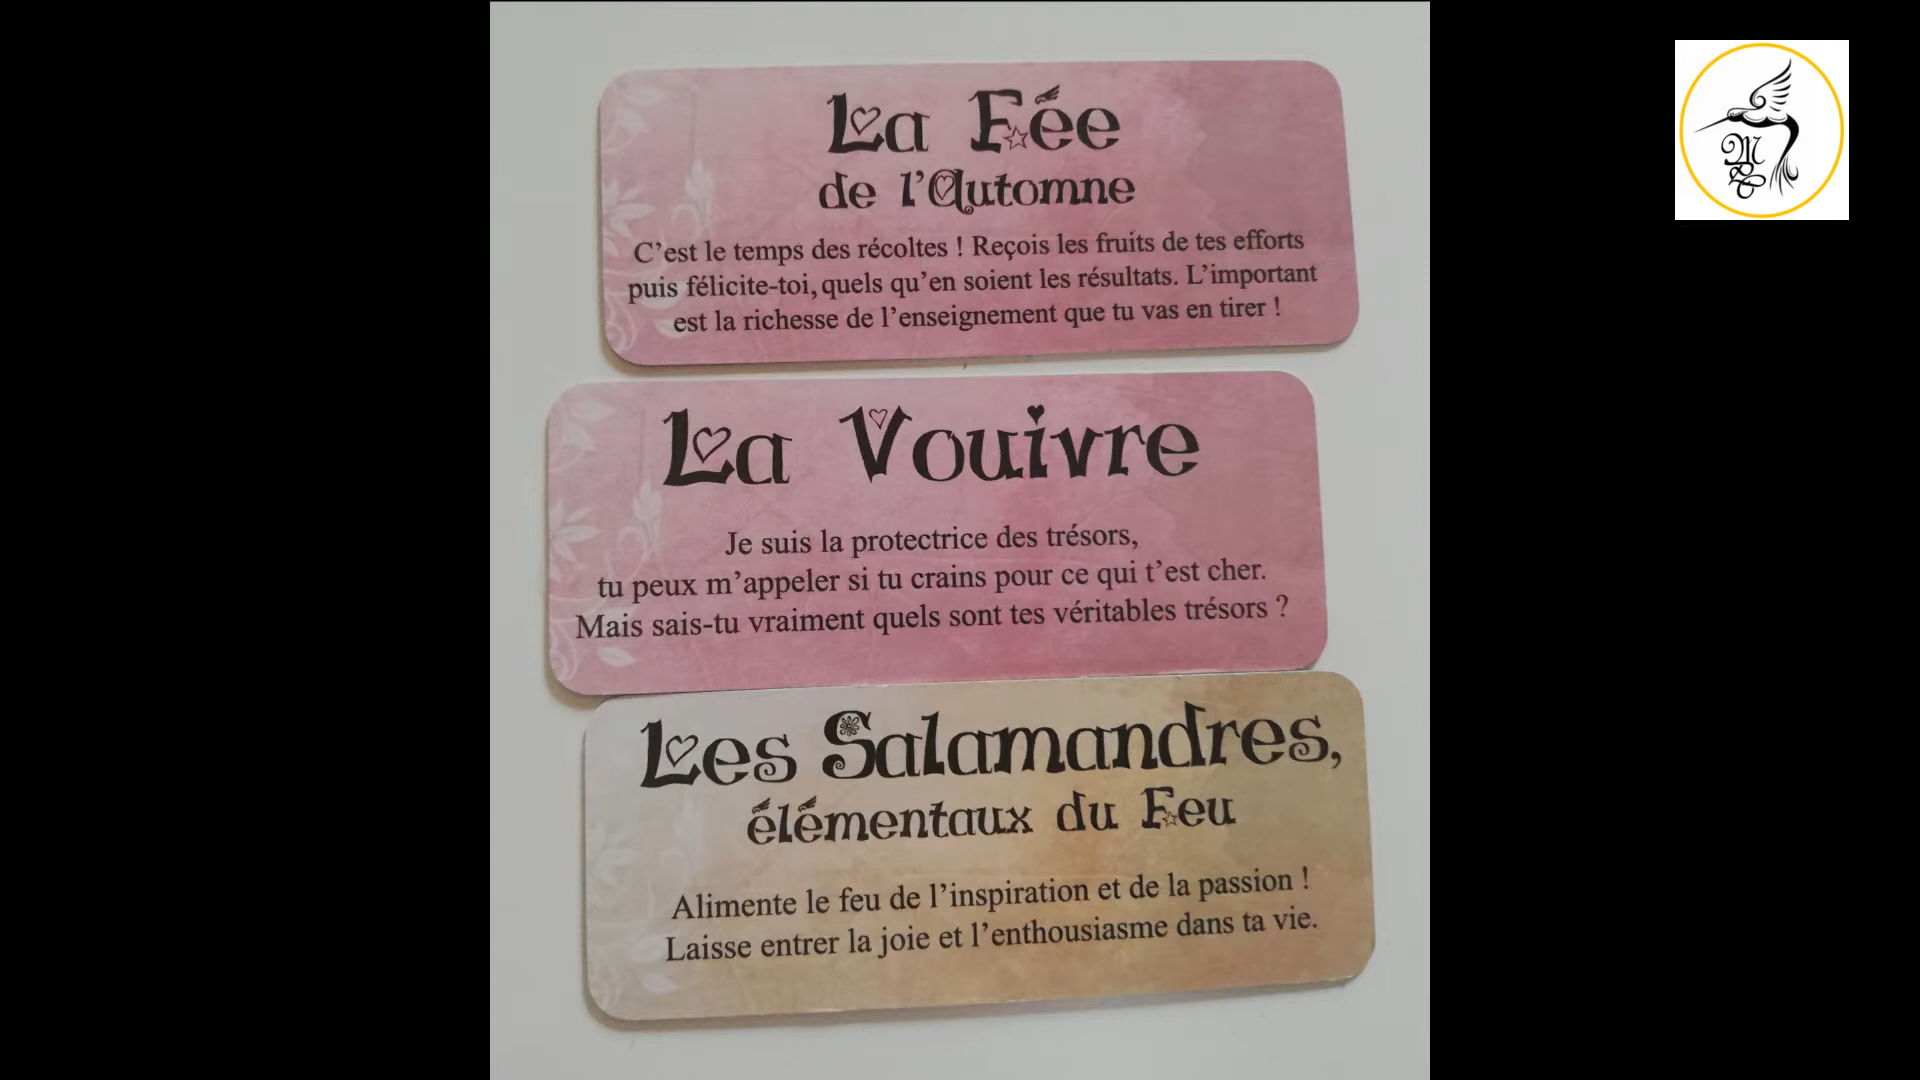 La Fée
de l'Automne
C'est le temps des récoltes ! Reçois les fruits de tes efforts
puis félicite-toi, quels qu'en soient les résultats. L'important
est la richesse de l'enseignement que tu vas en tirer !
La Vouivre
Je suis la protectrice des trésors,
tu peux m'appeler si tu crains pour ce qui t'est cher.
Mais sais-tu vraiment quels sont tes véritables trésors ?
Les Salamandres,
élémentaux du Feu
Alimente le feu de l'inspiration et de la passion !
Laisse entrer la joie et l'enthousiasme dans ta vie.